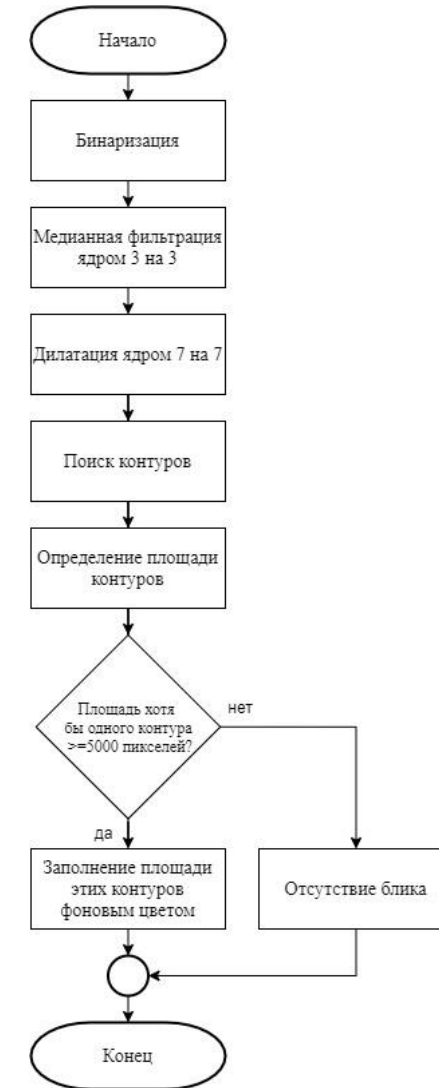 Начало
Бинаризация
Медианная фильтрация
ядром 3 на 3
Дилатация ядром 7 на 7
Поиск контуров
Определение площади
контуров
Площадь хотя
бы одного контура
>=5000 пикселей?
нет
да
Заполнение площади
этих контуров
фоновым цветом
Отсутствие блика
Конец